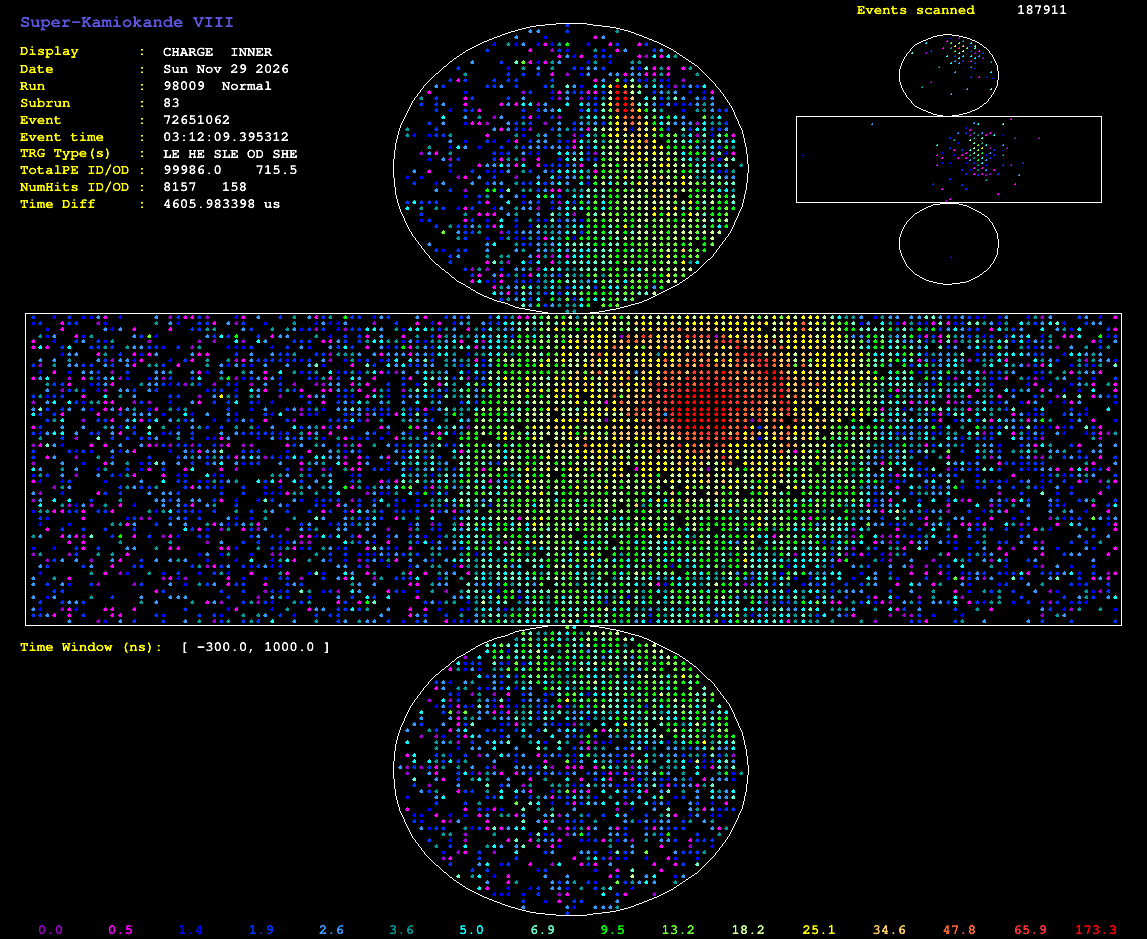 Super-Kamiokande VIII
Events scanned 187911
Display : CHARGE INNER
Date : Sun Nov 29 2026
Run : 98009 Normal
Subrun : 83
Event : 72651062
Event time : 03:12:09.395312
TRG Type(s) : LE HE SLE OD SHE
TotalPE ID/OD : 99986.0 715.5
NumHits ID/OD : 8157 158
Time Diff : 4605.983398 us
Time Window (ns): [ -300.0, 1000.0 ]
0.0 0.5 1.4 1.9 2.6 3.6 5.0 6.9 9.5 13.2 18.2 25.1 34.6 47.8 65.9 173.3